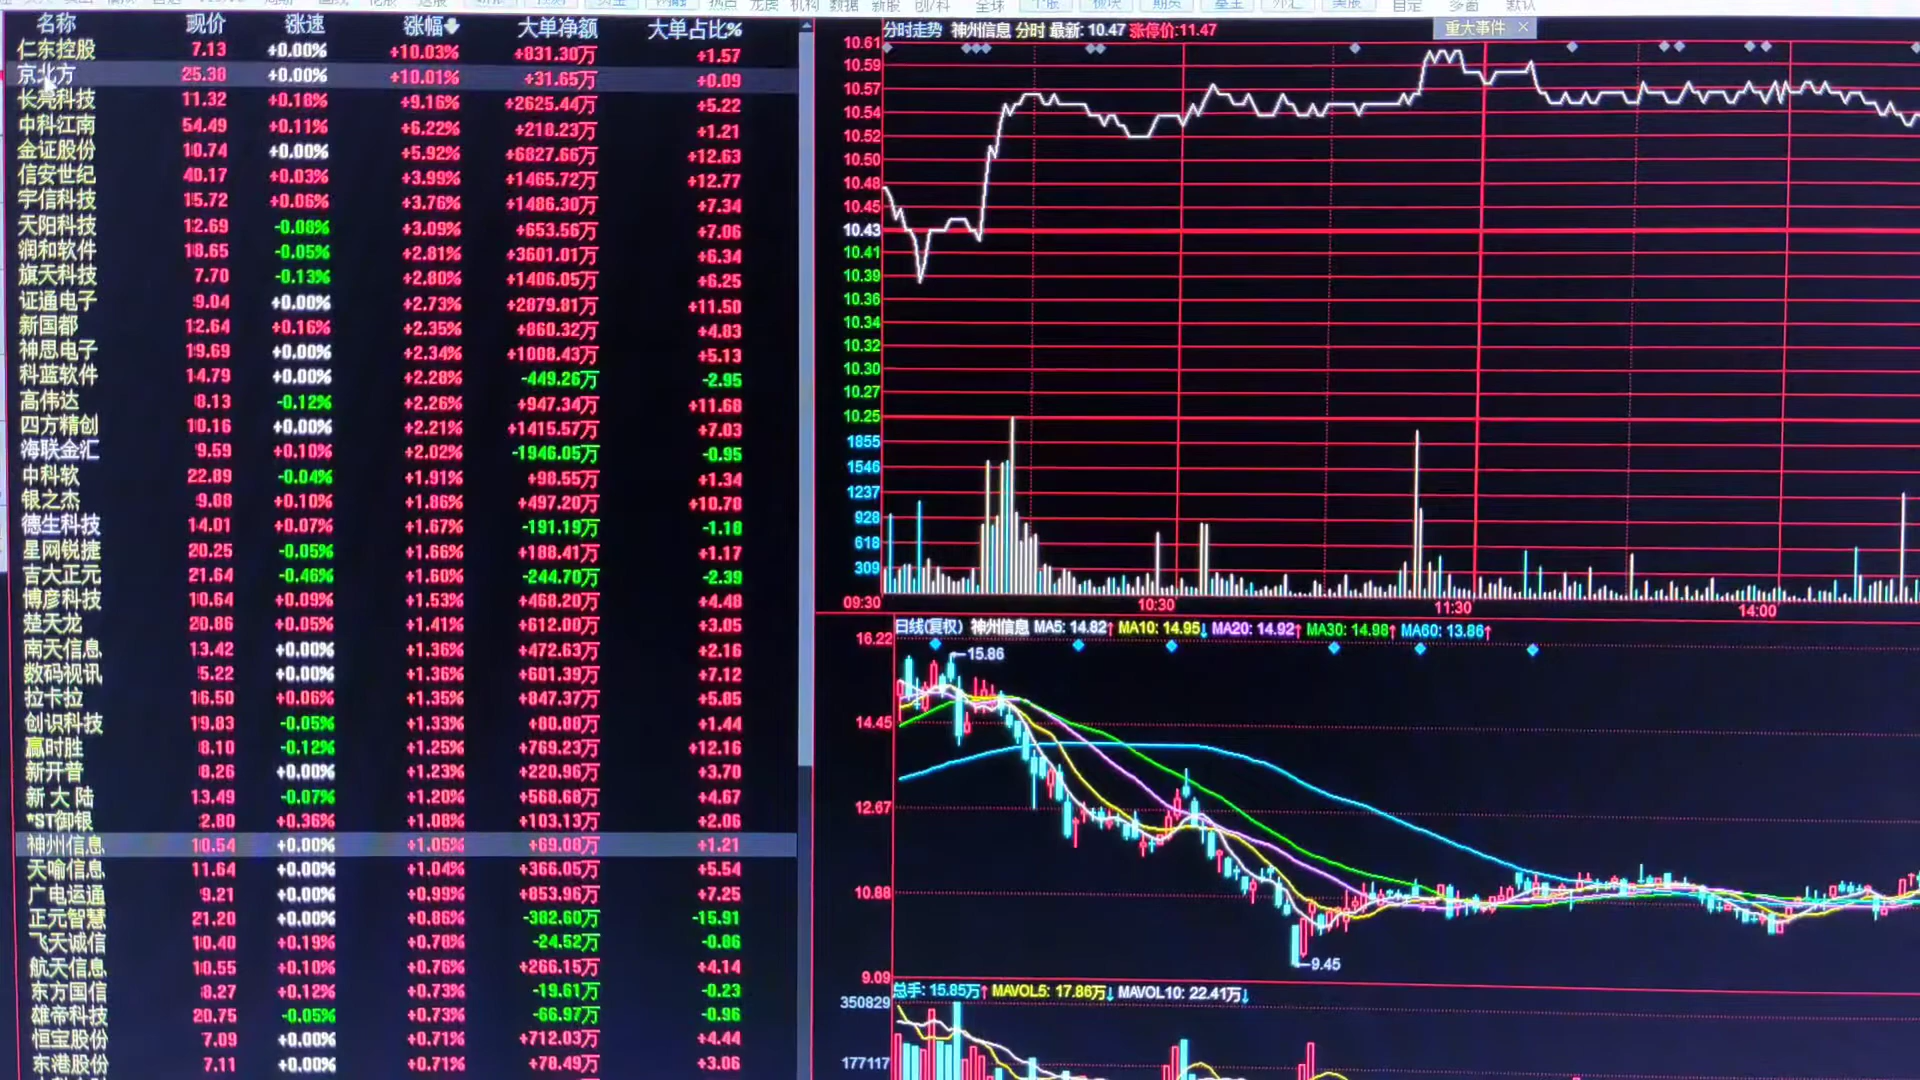 名称 现价 涨速 涨幅 大单净额 大单占比%
仁东控股 7.13 +0.00% +10.03% +831.30万 +1.57
京北方 25.38 +0.00% +10.01% +31.65万 +0.09
长亮科技 11.32 +0.18% +9.16% +2625.44万 +5.22
中科江南 54.49 +0.11% +6.22% +218.23万 +1.21
金证股份 10.74 +0.00% +5.92% +6827.66万 +12.63
信安世纪 40.17 +0.03% +3.99% +1465.72万 +12.77
宇信科技 15.72 +0.06% +3.76% +1486.30万 +7.34
天阳科技 12.69 -0.08% +3.09% +653.56万 +7.06
润和软件 18.65 -0.05% +2.81% +3601.01万 +6.34
旗天科技 7.70 -0.13% +2.80% +1406.05万 +6.25
证通电子 9.04 +0.00% +2.73% +2879.81万 +11.50
新国都 12.64 +0.16% +2.35% +860.32万 +4.83
神思电子 19.69 +0.00% +2.34% +1008.43万 +5.13
科蓝软件 14.79 +0.00% +2.28% -449.26万 -2.95
高伟达 8.13 -0.12% +2.26% +947.34万 +11.68
四方精创 10.16 +0.00% +2.21% +1415.57万 +7.03
海联金汇 9.59 +0.10% +2.02% -1946.05万 -0.95
中科软 22.89 -0.04% +1.91% +98.55万 +1.34
银之杰 9.88 +0.10% +1.86% +497.20万 +10.78
德生科技 14.01 +0.07% +1.67% -191.19万 -1.18
星网锐捷 20.25 -0.05% +1.66% +188.41万 +1.17
吉大正元 21.64 -0.46% +1.60% -244.70万 -2.39
博彦科技 10.64 +0.09% +1.53% +468.20万 +4.48
楚天龙 20.86 +0.05% +1.41% +612.00万 +3.05
南天信息 13.42 +0.00% +1.36% +472.63万 +2.16
数码视讯 5.22 +0.00% +1.36% +601.39万 +7.12
拉卡拉 16.50 +0.06% +1.35% +847.37万 +5.85
创识科技 19.83 -0.05% +1.33% +80.80万 +1.44
赢时胜 8.10 -0.12% +1.25% +769.23万 +12.16
新开普 8.26 +0.00% +1.23% +220.96万 +3.70
新大陆 13.49 -0.07% +1.20% +568.68万 +4.67
*ST御银 2.80 +0.36% +1.08% +103.13万 +2.06
神州信息 10.54 +0.00% +1.05% +69.08万 +1.21
天喻信息 11.64 +0.00% +1.04% +366.05万 +5.54
广电运通 9.21 +0.00% +0.99% +853.96万 +7.25
正元智慧 21.20 +0.00% +0.86% -382.60万 -15.91
飞天诚信 10.40 +0.19% +0.78% -24.52万 -0.86
航天信息 10.55 +0.10% +0.76% +266.15万 +4.14
东方国信 8.27 +0.12% +0.73% -19.61万 -0.23
雄帝科技 20.75 -0.05% +0.73% -66.97万 -0.96
恒宝股份 7.09 +0.00% +0.71% +712.03万 +4.44
东港股份 7.11 +0.00% +0.71% +78.49万 +3.06
分时走势 神州信息 分时 最新: 10.47 涨停价:11.47
重大事件 ×
10.61
10.59
10.57
10.54
10.52
10.50
10.48
10.45
10.43
10.41
10.39
10.36
10.34
10.32
10.30
10.27
10.25
1855
1546
1237
928
618
309
09:30 10:30 11:30 14:00
日线(复权) 神州信息 MA5: 14.82↑ MA10: 14.95↓ MA20: 14.92↑ MA30: 14.98↑ MA60: 13.86↑
16.22
15.86
14.45
12.67
10.88
9.45
9.09
总手: 15.85万↑ MAVOL5: 17.86万↓ MAVOL10: 22.41万↓
350829
177117